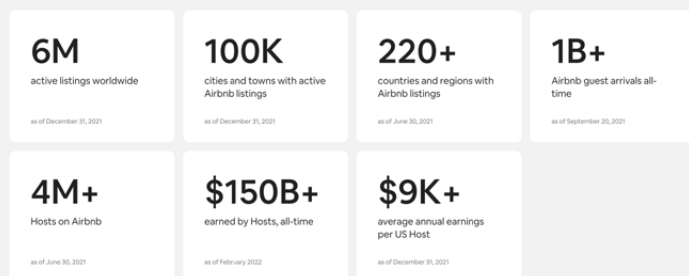 6M
active listings worldwide
as of December 31, 2021
100K
cities and towns with active
Airbnb listings
as of December 31, 2021
220+
countries and regions with
Airbnb listings
as of June 30, 2021
1B+
Airbnb guest arrivals all-
time
as of September 20, 2021
4M+
Hosts on Airbnb
as of June 30, 2021
$150B+
earned by Hosts, all-time
as of February 2022
$9K+
average annual earnings
per US Host
as of December 31, 2021